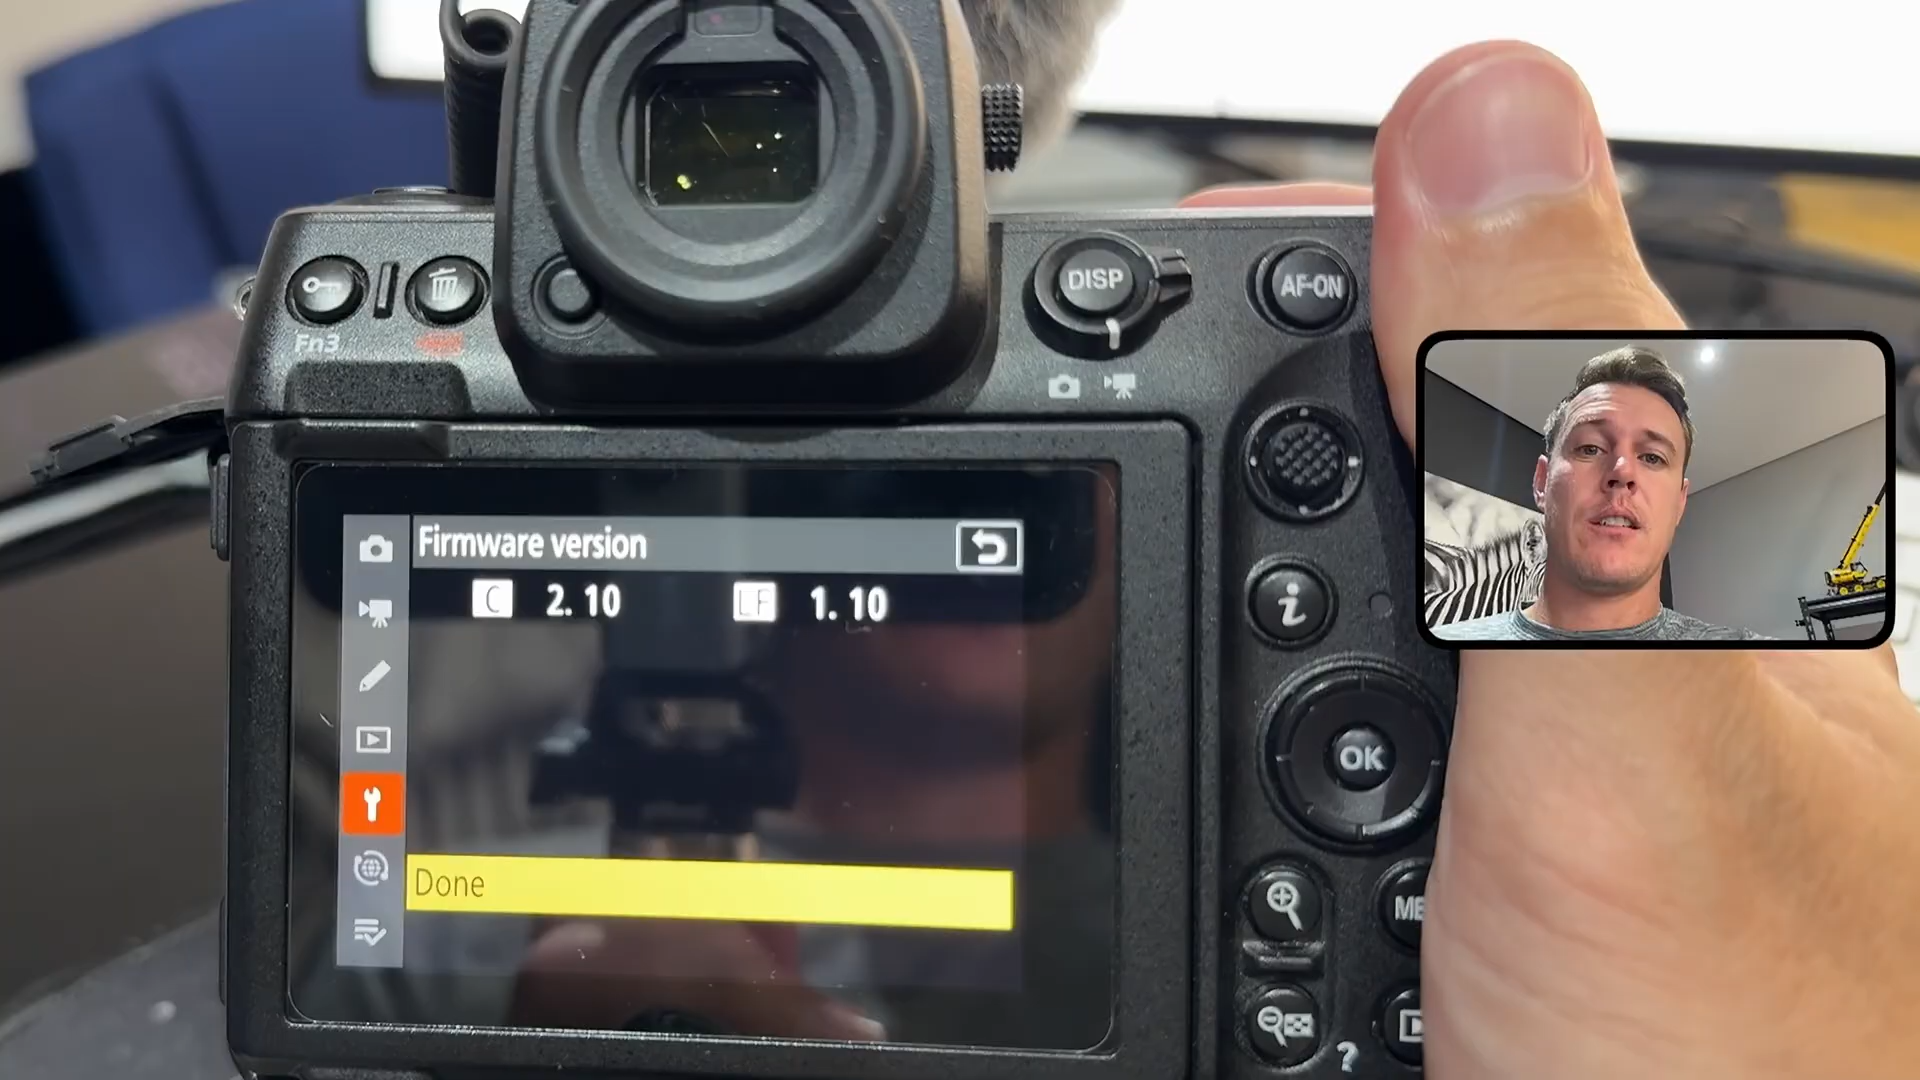 DISP
AF-ON
Fn3
Firmware version
C 2.10 LF 1.10
i
OK
Done
ME
?